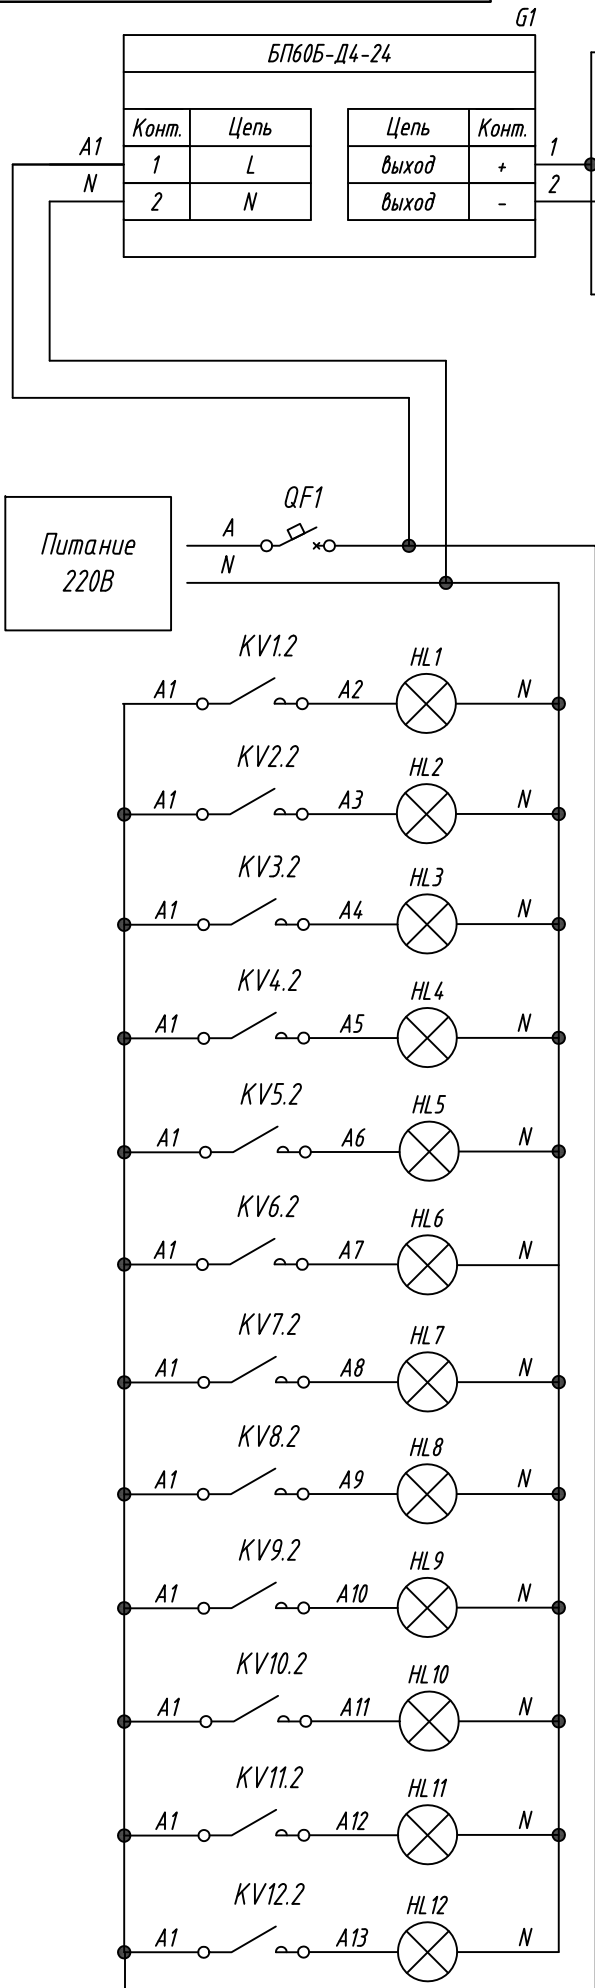 G1
БП60Б-Д4-24
Конт. Цепь Цепь Конт.
A1 1 L выход + 1
N 2 N выход - 2
QF1
Питание
220В
A
N
KV1.2 HL1
A1 A2 N
KV2.2 HL2
A1 A3 N
KV3.2 HL3
A1 A4 N
KV4.2 HL4
A1 A5 N
KV5.2 HL5
A1 A6 N
KV6.2 HL6
A1 A7 N
KV7.2 HL7
A1 A8 N
KV8.2 HL8
A1 A9 N
KV9.2 HL9
A1 A10 N
KV10.2 HL10
A1 A11 N
KV11.2 HL11
A1 A12 N
KV12.2 HL12
A1 A13 N